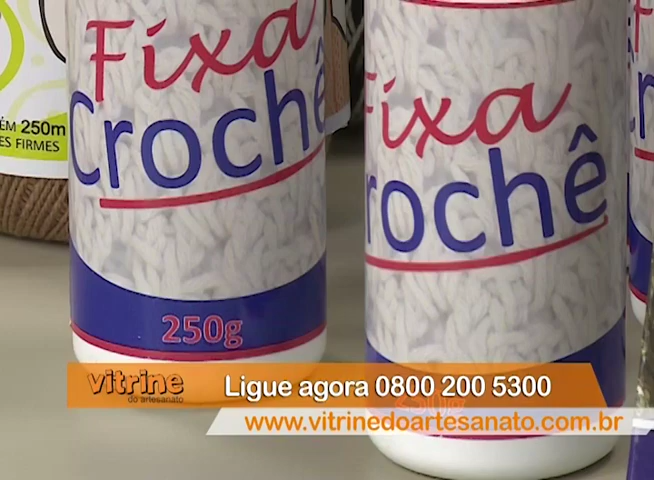 Fixa
Crochê
250g
Fixa
rochê
250g
ÉM 250m
ES FIRMES
vitrine
do artesanato
Ligue agora 0800 200 5300
www.vitrinedoartesanato.com.br